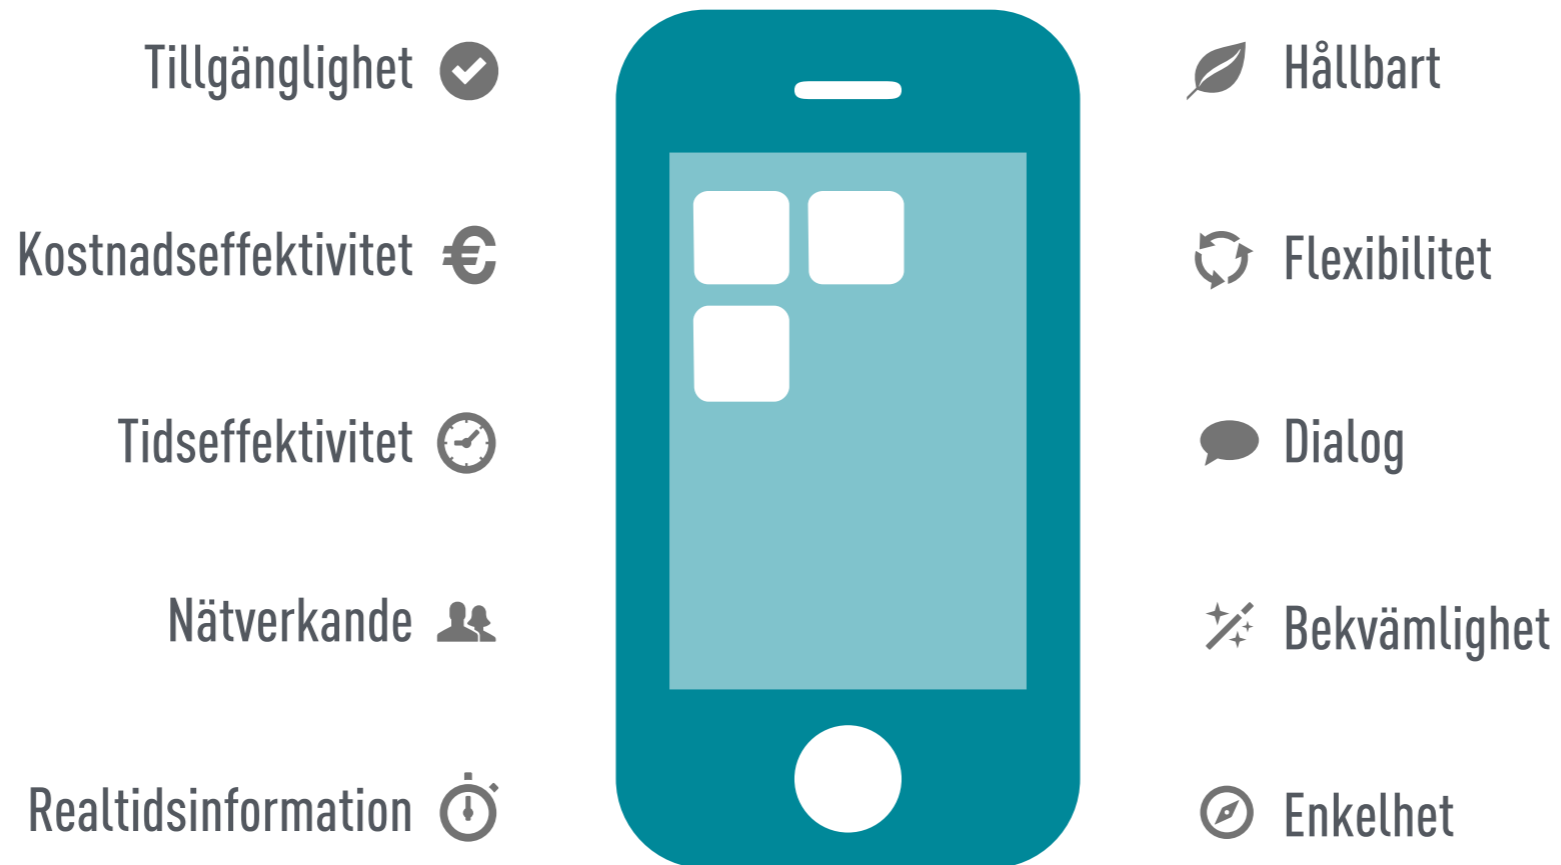 Tillgänglighet
Kostnadseffektivitet
Tidseffektivitet
Nätverkande
Realtidsinformation
Hållbart
Flexibilitet
Dialog
Bekvämlighet
Enkelhet